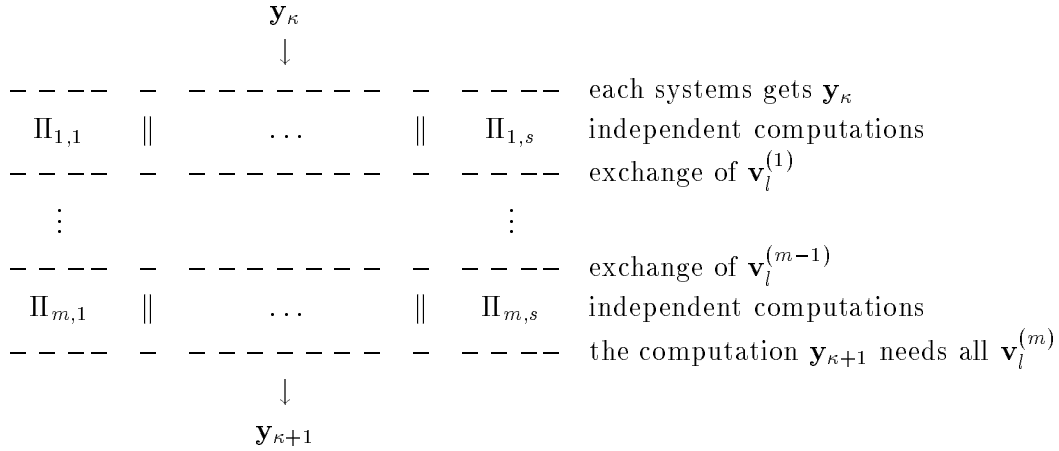 y_κ
↓
– – – – – – – – – – – – – – – – – each systems gets y_κ
Π_{1,1} ∥ ... ∥ Π_{1,s} independent computations
– – – – – – – – – – – – – – – – – exchange of v_l^{(1)}
⋮ ⋮
– – – – – – – – – – – – – – – – – exchange of v_l^{(m−1)}
Π_{m,1} ∥ ... ∥ Π_{m,s} independent computations
– – – – – – – – – – – – – – – – – the computation y_{κ+1} needs all v_l^{(m)}
↓
y_{κ+1}